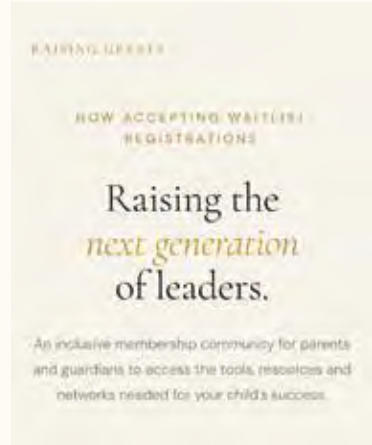 RAISING
NOW ACCEPTING WAITLIST
REGISTRATIONS
Raising the
next generation
of leaders.
An inclusive membership community for parents
and guardians to access the tools, resources and
networks needed for your child's success.